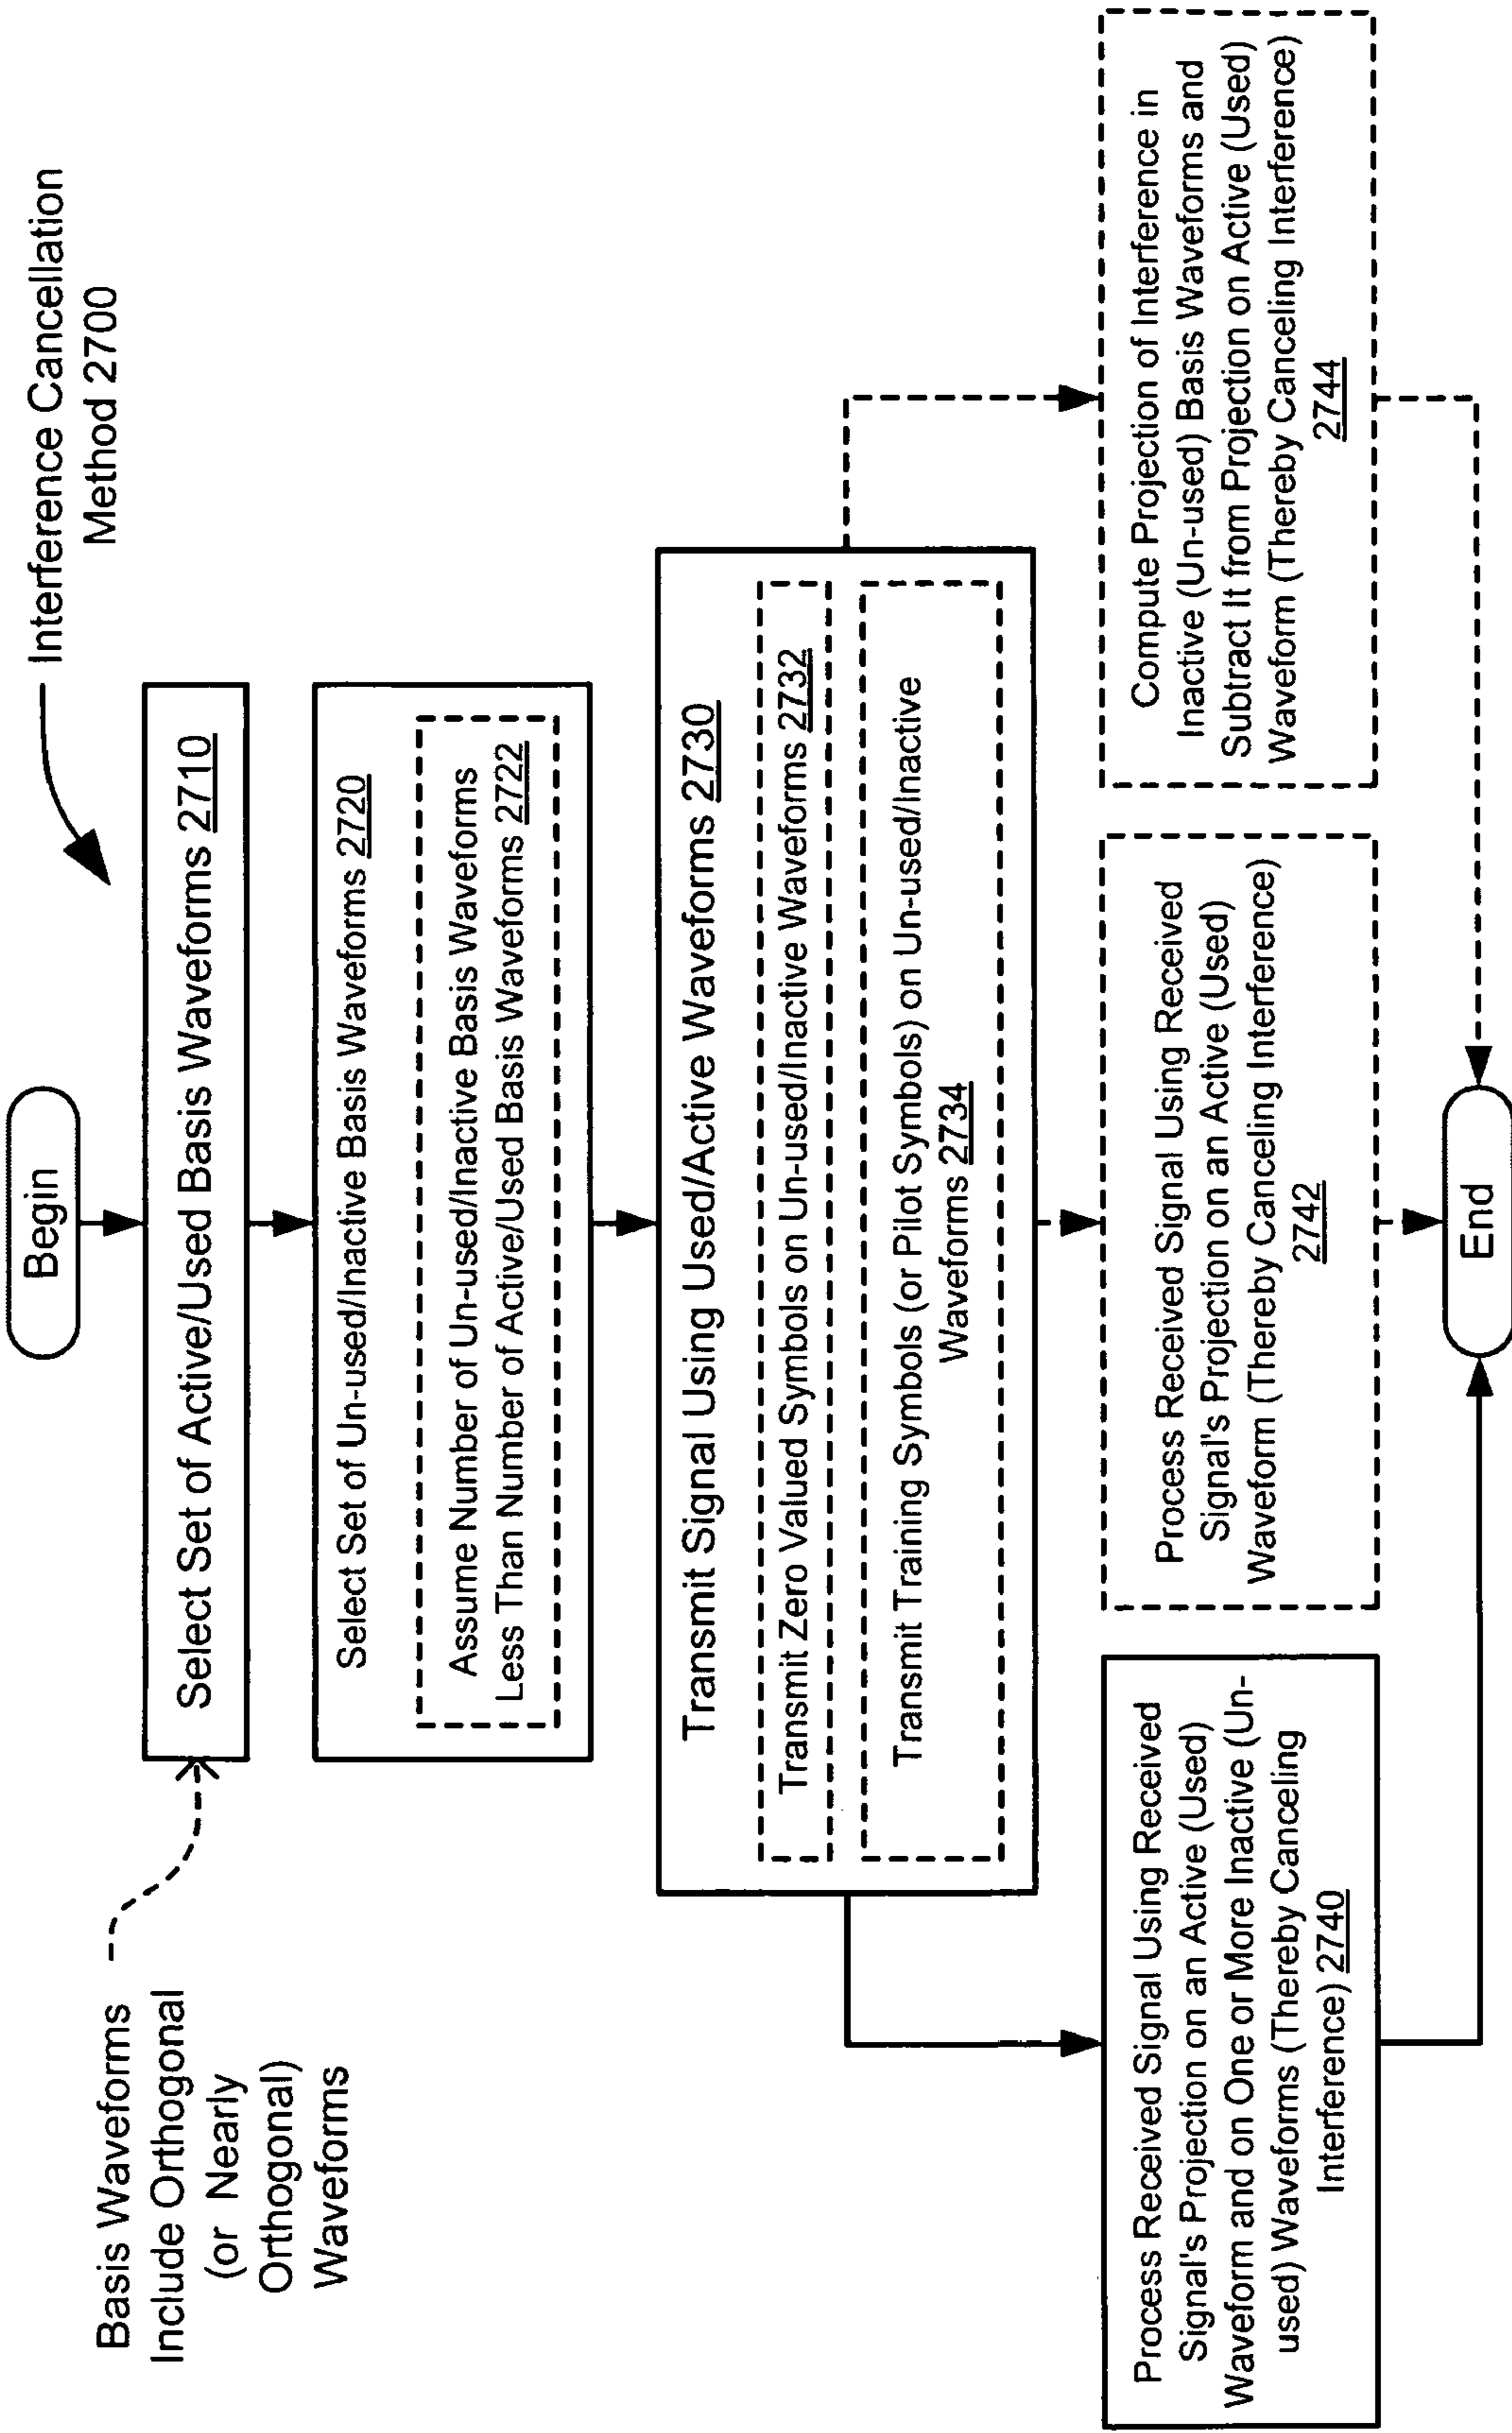 Interference Cancellation
Method 2700
Begin
Basis Waveforms
Include Orthogonal
(or Nearly
Orthogonal)
Waveforms
Select Set of Active/Used Basis Waveforms 2710
Select Set of Un-used/Inactive Basis Waveforms 2720
Assume Number of Un-used/Inactive Basis Waveforms
Less Than Number of Active/Used Basis Waveforms 2722
Transmit Signal Using Used/Active Waveforms 2730
Transmit Zero Valued Symbols on Un-used/Inactive Waveforms 2732
Transmit Training Symbols (or Pilot Symbols) on Un-used/Inactive
Waveforms 2734
Process Received Signal Using Received
Signal's Projection on an Active (Used)
Waveform and on One or More Inactive (Un-
used) Waveforms (Thereby Canceling
Interference) 2740
Process Received Signal Using Received
Signal's Projection on an Active (Used)
Waveform (Thereby Canceling Interference)
2742
Compute Projection of Interference in
Inactive (Un-used) Basis Waveforms and
Subtract It from Projection on Active (Used)
Waveform (Thereby Canceling Interference)
2744
End